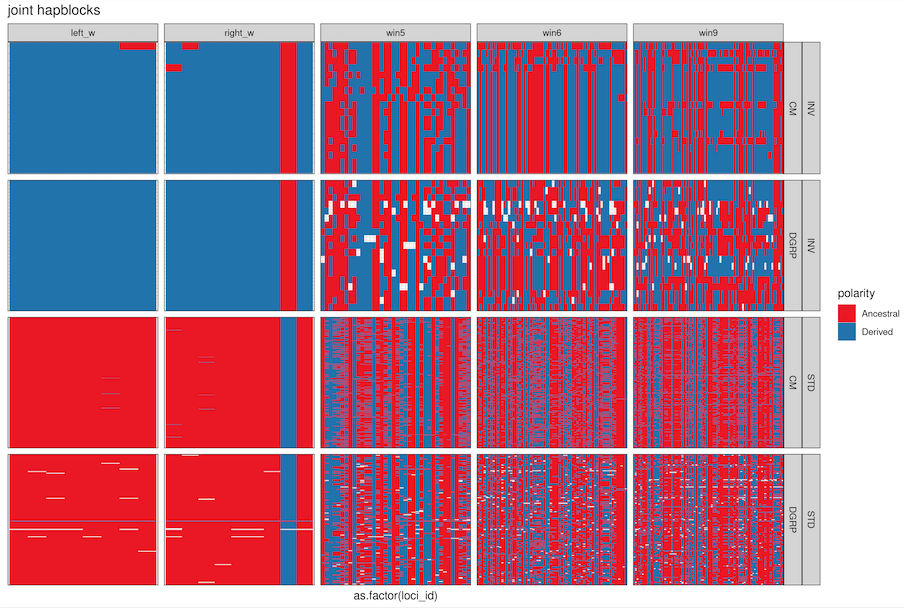 joint hapblocks
left_w right_w win5 win6 win9
CM INV
DGRP INV
CM STD
DGRP STD
polarity
Ancestral
Derived
as.factor(loci_id)